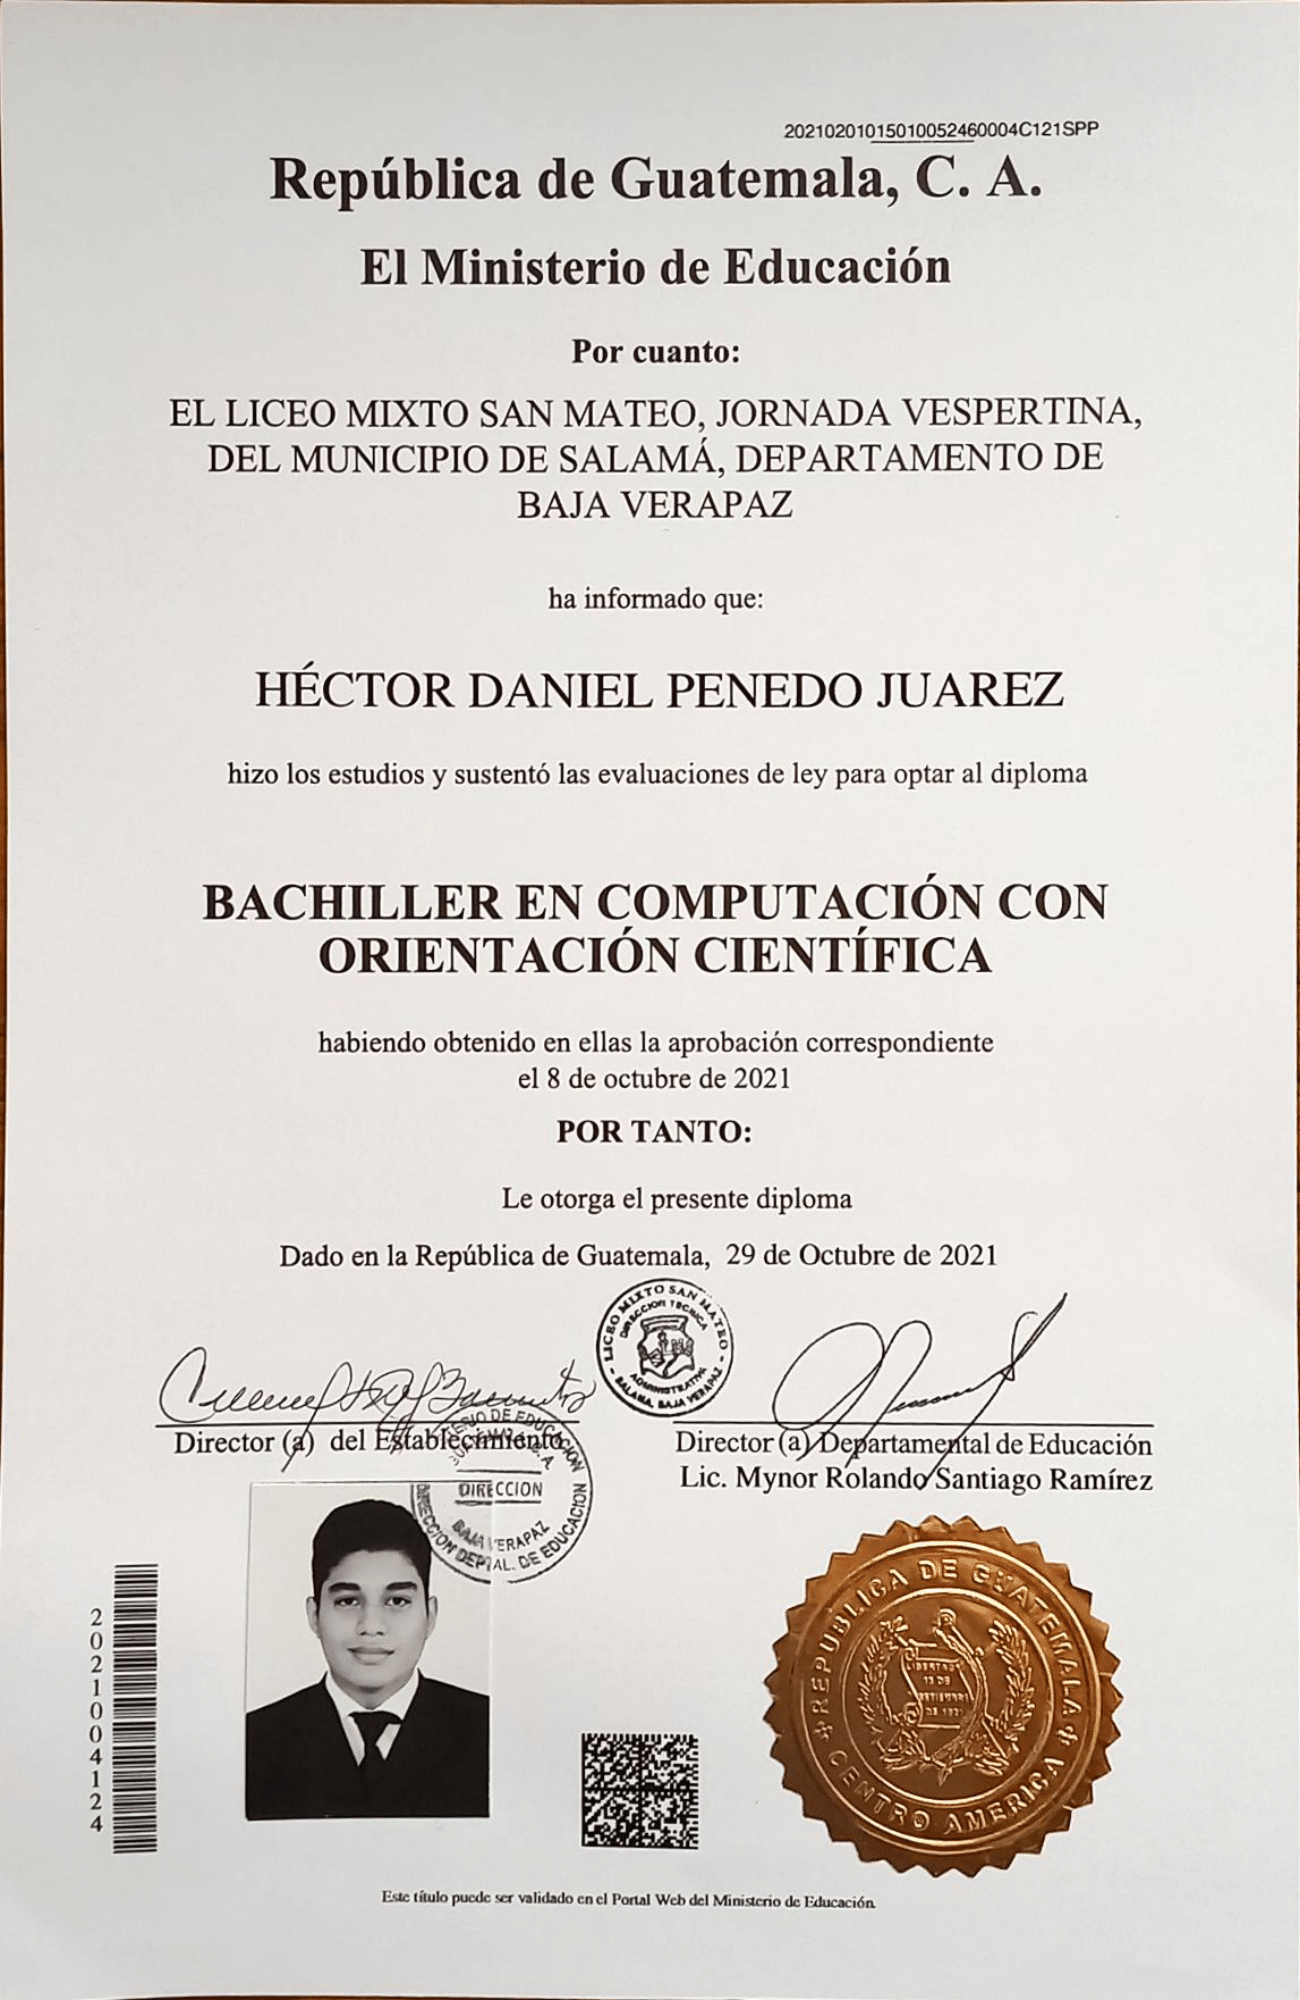 2021020101501005246​0004C121SPP
República de Guatemala, C. A.
El Ministerio de Educación
Por cuanto:
EL LICEO MIXTO SAN MATEO, JORNADA VESPERTINA,
DEL MUNICIPIO DE SALAMÁ, DEPARTAMENTO DE
BAJA VERAPAZ
ha informado que:
HÉCTOR DANIEL PENEDO JUAREZ
hizo los estudios y sustentó las evaluaciones de ley para optar al diploma
BACHILLER EN COMPUTACIÓN CON
ORIENTACIÓN CIENTÍFICA
habiendo obtenido en ellas la aprobación correspondiente
el 8 de octubre de 2021
POR TANTO:
Le otorga el presente diploma
Dado en la República de Guatemala, 29 de Octubre de 2021
LICEO MIXTO SAN MATEO
DIRECCION TECNICA
ADMINISTRATIVA
SALAMA, BAJA VERAPAZ
Director (a) del Establecimiento
Director (a) Departamental de Educación
Lic. Mynor Rolando Santiago Ramírez
DE EDUCACION
DIRECCION
BAJA VERAPAZ
DIRECCION DEPTAL. DE EDUCACION
REPUBLICA DE GUATEMALA
CENTRO AMERICA
LIBERTAD
15 DE
DE 1821
2021004124
Este título puede ser validado en el Portal Web del Ministerio de Educación